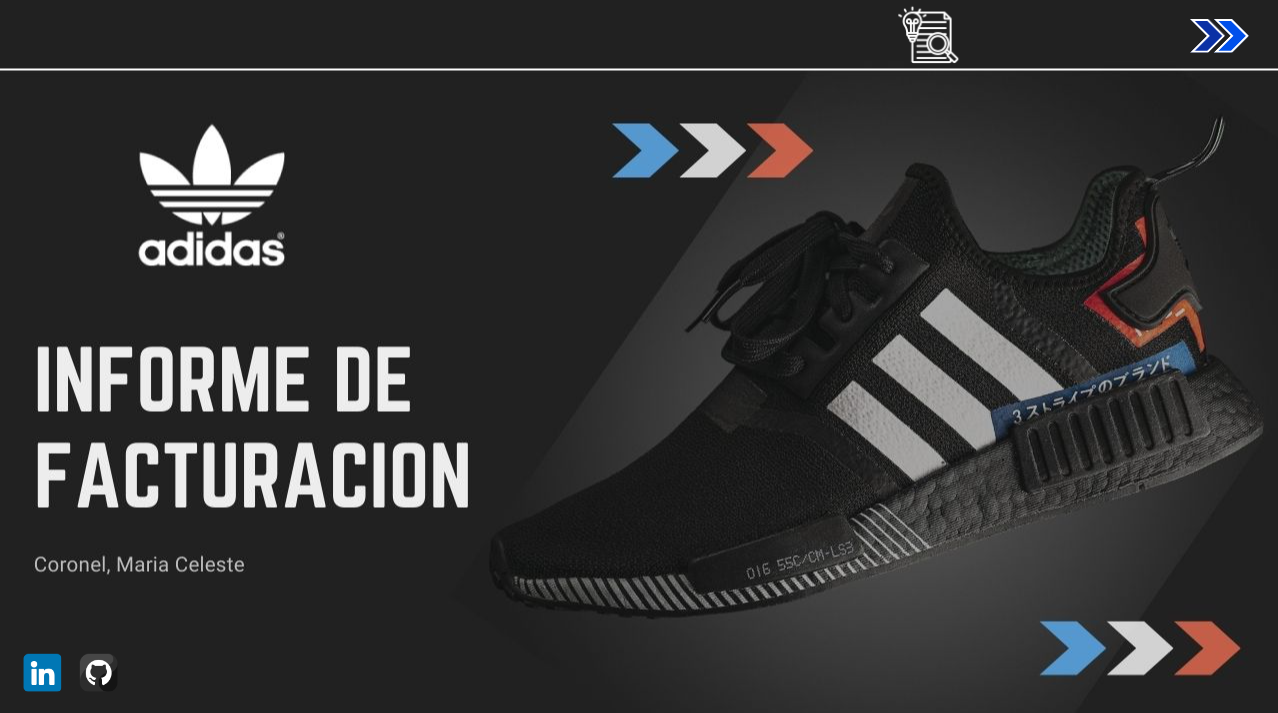 adidas®
INFORME DE
FACTURACION
Coronel, Maria Celeste
3 ストライプのブランド
016 55C/CM-LS3
in